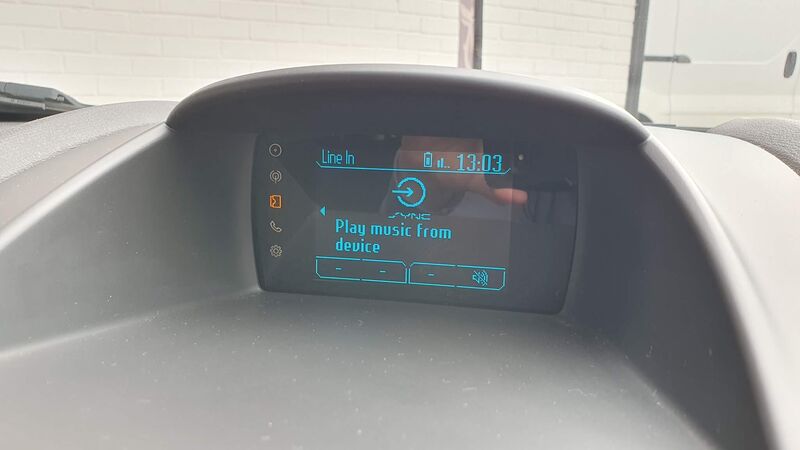 Line In
13:03
SYNC
Play music from
device